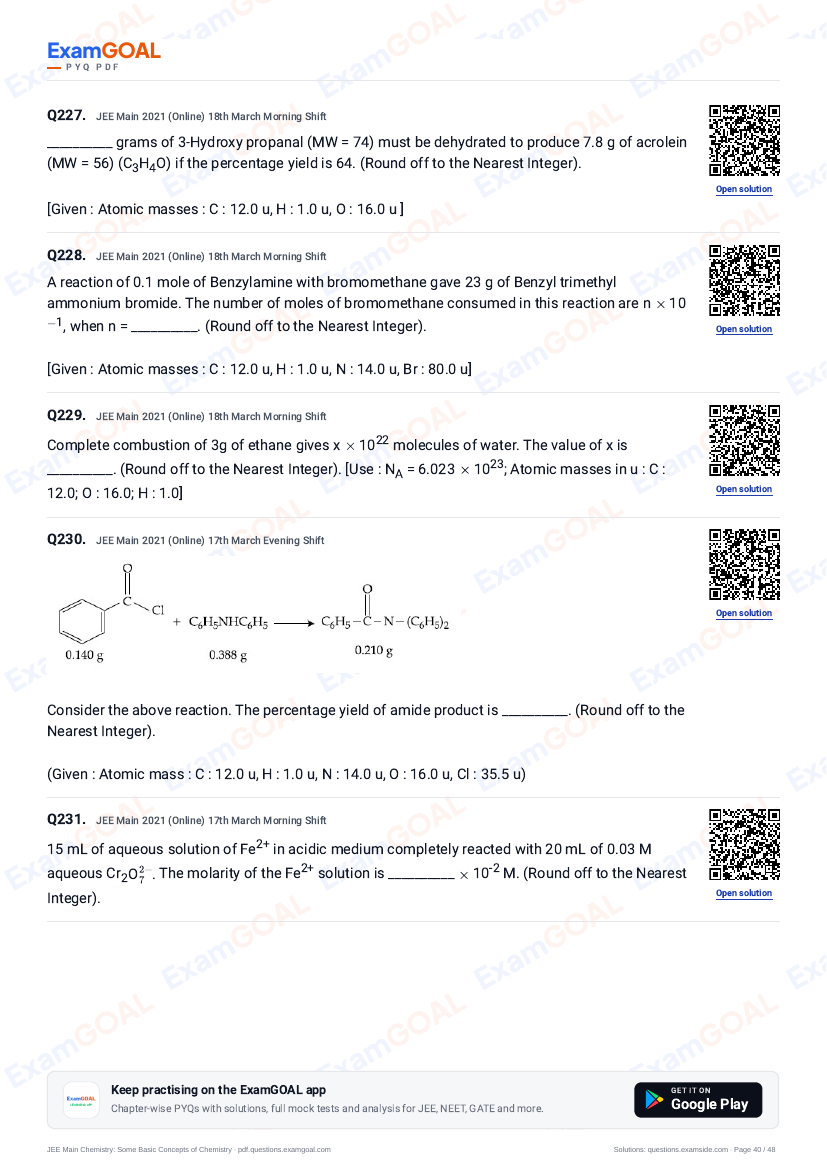 ExamGOAL
PYQ PDF
Q227. JEE Main 2021 (Online) 18th March Morning Shift
__________ grams of 3-Hydroxy propanal (MW = 74) must be dehydrated to produce 7.8 g of acrolein
(MW = 56) (C3H4O) if the percentage yield is 64. (Round off to the Nearest Integer).
[Given : Atomic masses : C : 12.0 u, H : 1.0 u, O : 16.0 u ]
Open solution
Q228. JEE Main 2021 (Online) 18th March Morning Shift
A reaction of 0.1 mole of Benzylamine with bromomethane gave 23 g of Benzyl trimethyl
ammonium bromide. The number of moles of bromomethane consumed in this reaction are n × 10
−1, when n = __________. (Round off to the Nearest Integer).
[Given : Atomic masses : C : 12.0 u, H : 1.0 u, N : 14.0 u, Br : 80.0 u]
Open solution
Q229. JEE Main 2021 (Online) 18th March Morning Shift
Complete combustion of 3g of ethane gives x × 10^22 molecules of water. The value of x is
__________. (Round off to the Nearest Integer). [Use : NA = 6.023 × 10^23; Atomic masses in u : C :
12.0; O : 16.0; H : 1.0]
Open solution
Q230. JEE Main 2021 (Online) 17th March Evening Shift
O
C
Cl
+ C6H5NHC6H5
O
C6H5–C–N–(C6H5)2
0.140 g
0.388 g
0.210 g
Open solution
Consider the above reaction. The percentage yield of amide product is __________. (Round off to the
Nearest Integer).
(Given : Atomic mass : C : 12.0 u, H : 1.0 u, N : 14.0 u, O : 16.0 u, Cl : 35.5 u)
Q231. JEE Main 2021 (Online) 17th March Morning Shift
15 mL of aqueous solution of Fe2+ in acidic medium completely reacted with 20 mL of 0.03 M
aqueous Cr2O7^2−. The molarity of the Fe2+ solution is __________ × 10^-2 M. (Round off to the Nearest
Integer).
Open solution
ExamGOAL
Keep practising on the ExamGOAL app
Chapter-wise PYQs with solutions, full mock tests and analysis for JEE, NEET, GATE and more.
GET IT ON
Google Play
JEE Main Chemistry: Some Basic Concepts of Chemistry · pdf.questions.examgoal.com
Solutions: questions.examside.com · Page 40 / 48